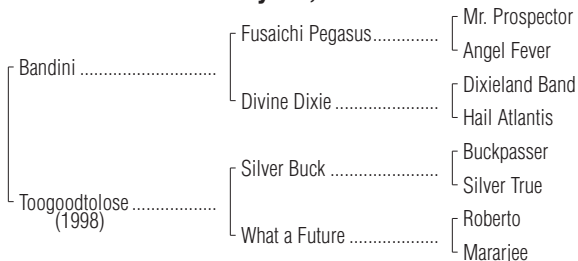 Mr. Prospector
Fusaichi Pegasus...............
Angel Fever
Bandini ..............................
Dixieland Band
Divine Dixie .......................
Hail Atlantis
Buckpasser
Silver Buck ........................
Silver True
Toogoodtolose ...................
(1998)
Roberto
What a Future ....................
Mararjee